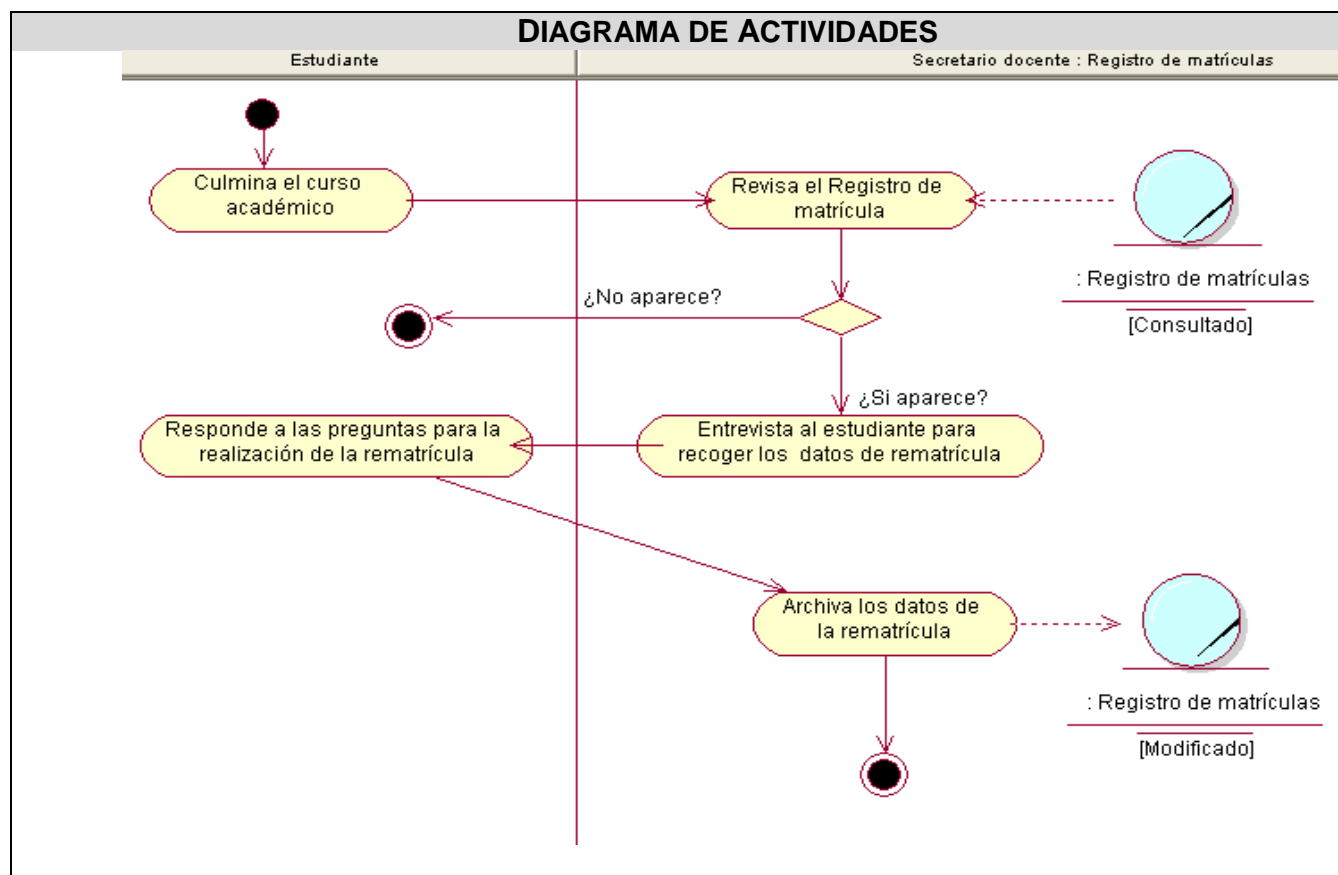 DIAGRAMA DE ACTIVIDADES
Estudiante
Secretario docente : Registro de matrículas
Culmina el curso
académico
Revisa el Registro de
matrícula
: Registro de matrículas
[Consultado]
¿No aparece?
¿Si aparece?
Responde a las preguntas para la
realización de la rematrícula
Entrevista al estudiante para
recoger los datos de rematrícula
Archiva los datos de
la rematrícula
: Registro de matrículas
[Modificado]